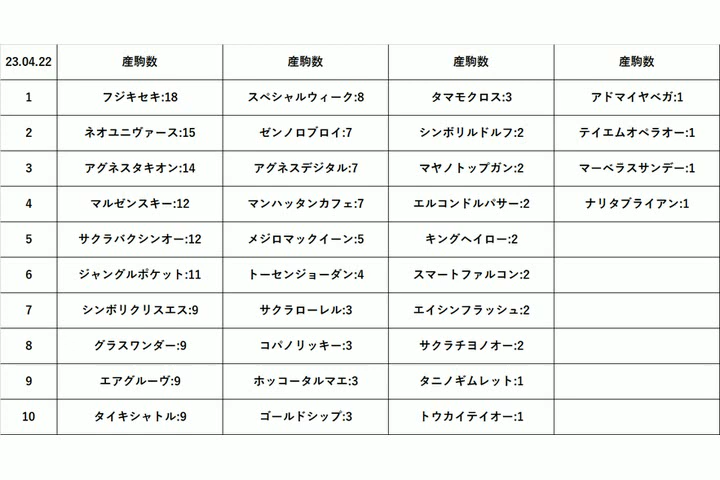 23.04.22 産駒数 産駒数 産駒数 産駒数
1 フジキセキ:18 スペシャルウィーク:8 タマモクロス:3 アドマイヤベガ:1
2 ネオユニヴァース:15 ゼンノロブロイ:7 シンボリルドルフ:2 テイエムオペラオー:1
3 アグネスタキオン:14 アグネスデジタル:7 マヤノトップガン:2 マーベラスサンデー:1
4 マルゼンスキー:12 マンハッタンカフェ:7 エルコンドルパサー:2 ナリタブライアン:1
5 サクラバクシンオー:12 メジロマックイーン:5 キングヘイロー:2
6 ジャングルポケット:11 トーセンジョーダン:4 スマートファルコン:2
7 シンボリクリスエス:9 サクラローレル:3 エイシンフラッシュ:2
8 グラスワンダー:9 コパノリッキー:3 サクラチヨノオー:2
9 エアグルーヴ:9 ホッコータルマエ:3 タニノギムレット:1
10 タイキシャトル:9 ゴールドシップ:3 トウカイテイオー:1